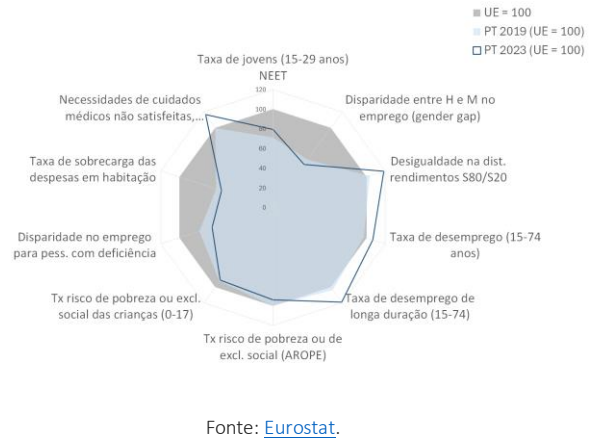 UE = 100
PT 2019 (UE = 100)
PT 2023 (UE = 100)
Taxa de jovens (15-29 anos)
NEET
Disparidade entre H e M no
emprego (gender gap)
Desigualdade na dist.
rendimentos S80/S20
Taxa de desemprego (15-74
anos)
Taxa de desemprego de
longa duração (15-74)
Tx risco de pobreza ou de
excl. social (AROPE)
Tx risco de pobreza ou excl.
social das crianças (0-17)
Disparidade no emprego
para pess. com deficiência
Taxa de sobrecarga das
despesas em habitação
Necessidades de cuidados
médicos não satisfeitas,...
120
100
80
60
40
20
0
Fonte: Eurostat.